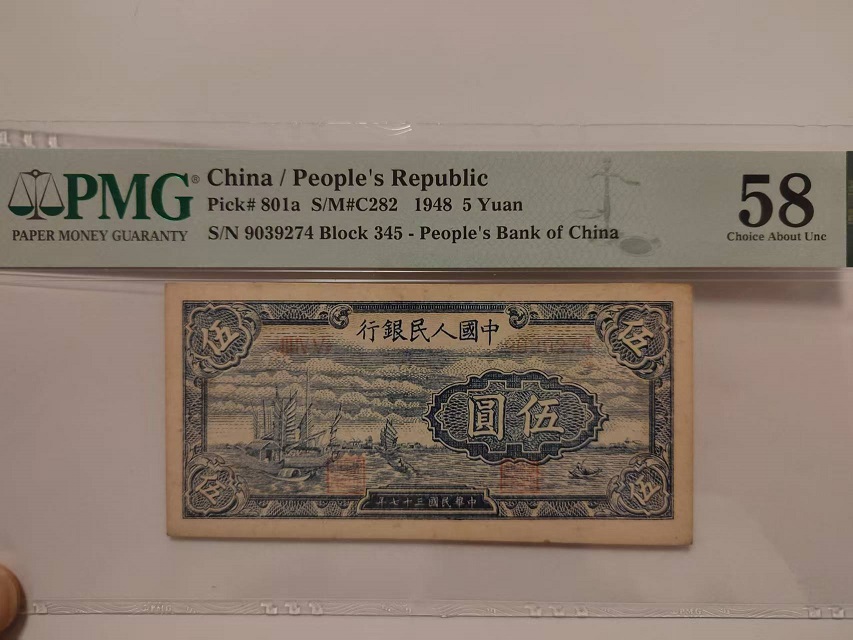 PMG®
PAPER MONEY GUARANTY
China / People's Republic
Pick# 801a S/M#C282 1948 5 Yuan
S/N 9039274 Block 345 - People's Bank of China
58
Choice About Unc
行銀民人國中
伍 伍
圓伍
伍 伍
年七十三國民華中